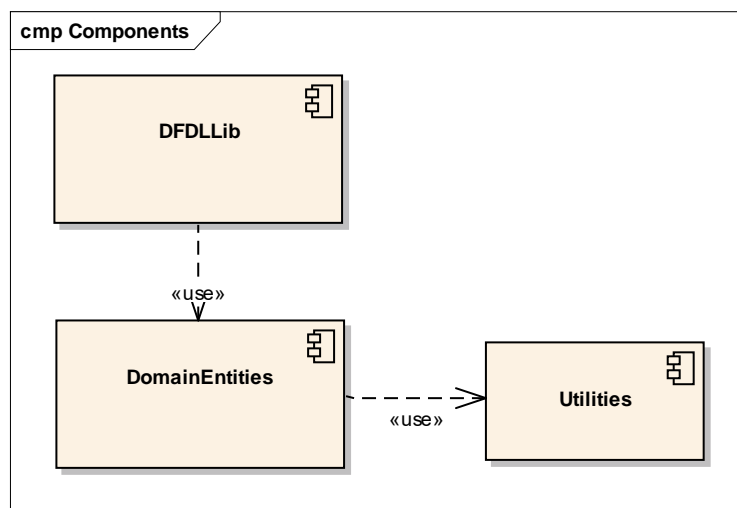 cmp Components
DFDLLib
«use»
DomainEntities
Utilities
«use»